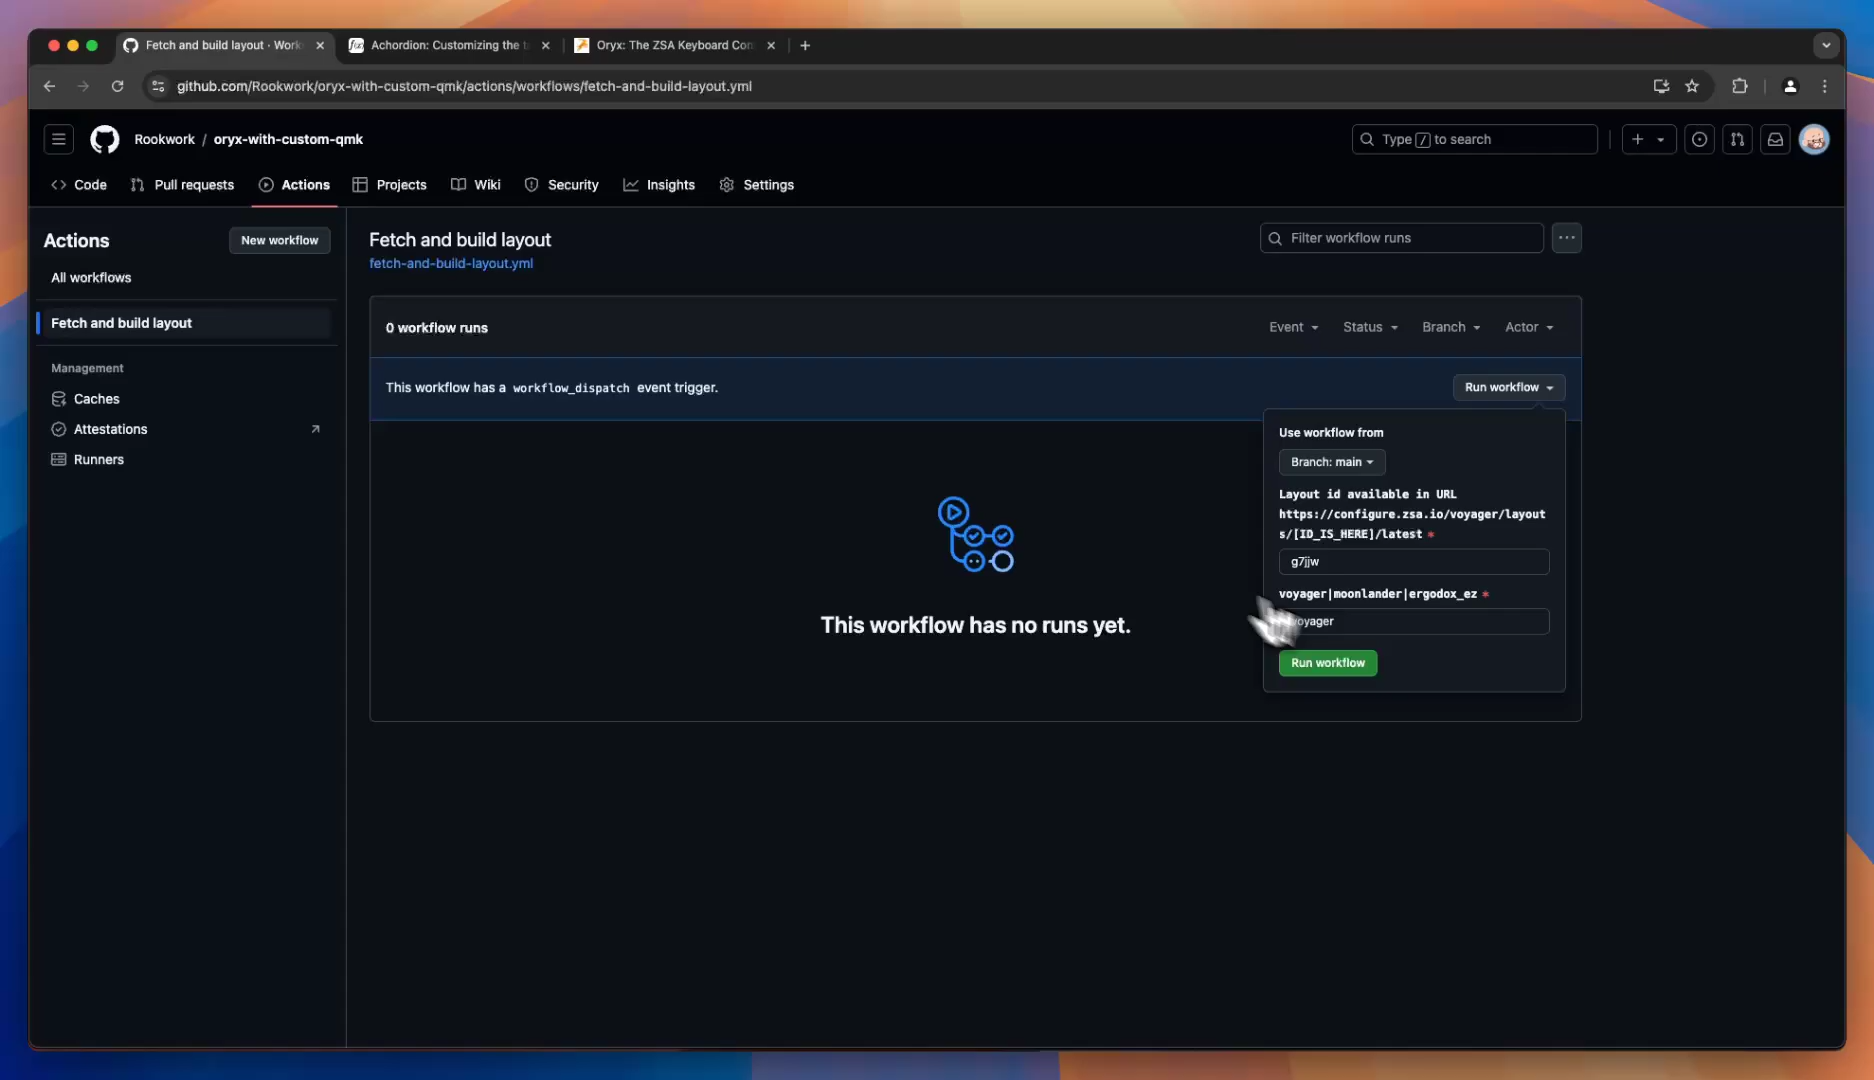 Fetch and build layout · Work
Achordion: Customizing the t
Oryx: The ZSA Keyboard Con
github.com/Rookwork/oryx-with-custom-qmk/actions/workflows/fetch-and-build-layout.yml
Rookwork / oryx-with-custom-qmk
Type / to search
Code
Pull requests
Actions
Projects
Wiki
Security
Insights
Settings
Actions
New workflow
All workflows
Fetch and build layout
Management
Caches
Attestations
Runners
Fetch and build layout
fetch-and-build-layout.yml
Filter workflow runs
0 workflow runs
Event
Status
Branch
Actor
This workflow has a workflow_dispatch event trigger.
Run workflow
Use workflow from
Branch: main
Layout id available in URL
https://configure.zsa.io/voyager/layout
s/[ID_IS_HERE]/latest *
g7jjw
voyager|moonlander|ergodox_ez *
voyager
Run workflow
This workflow has no runs yet.